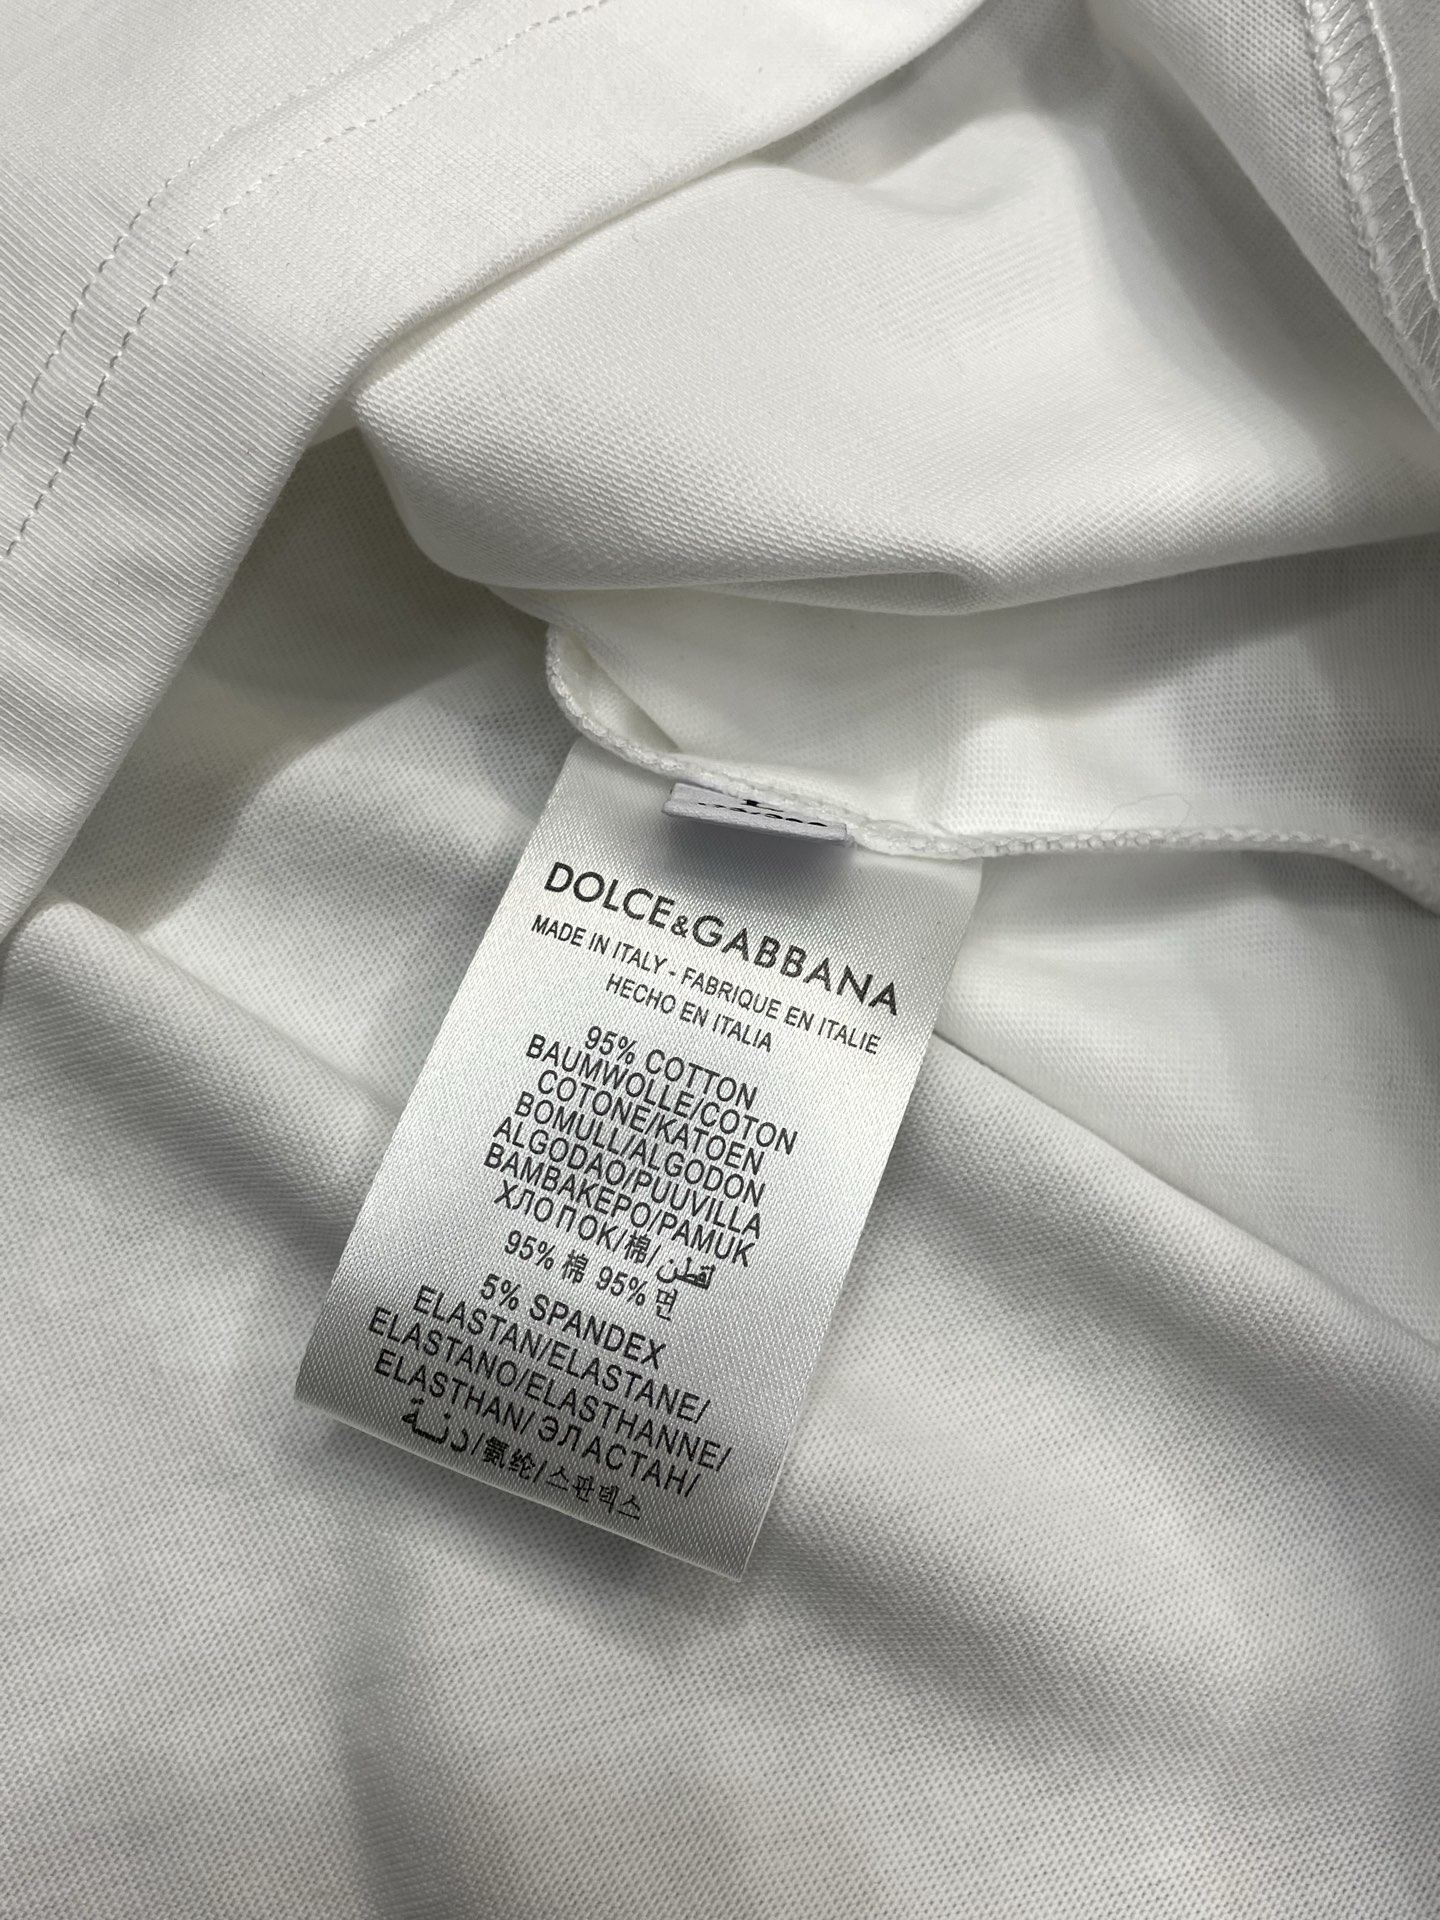 L
DOLCE&GABBANA
MADE IN ITALY - FABRIQUE EN ITALIE
HECHO EN ITALIA
95% COTTON
BAUMWOLLE/COTON
COTONE/KATOEN
BOMULL/ALGODON
ALGODAO/PUUVILLA
BAMBAKEPO/PAMUK
ХЛОПОК/棉/لقطن
95% 棉 95% 면
5% SPANDEX
ELASTAN/ELASTANE/
ELASTANO/ELASTHANNE/
ELASTHAN/ ЭЛАСТАН/
دنة/氨纶/스판덱스